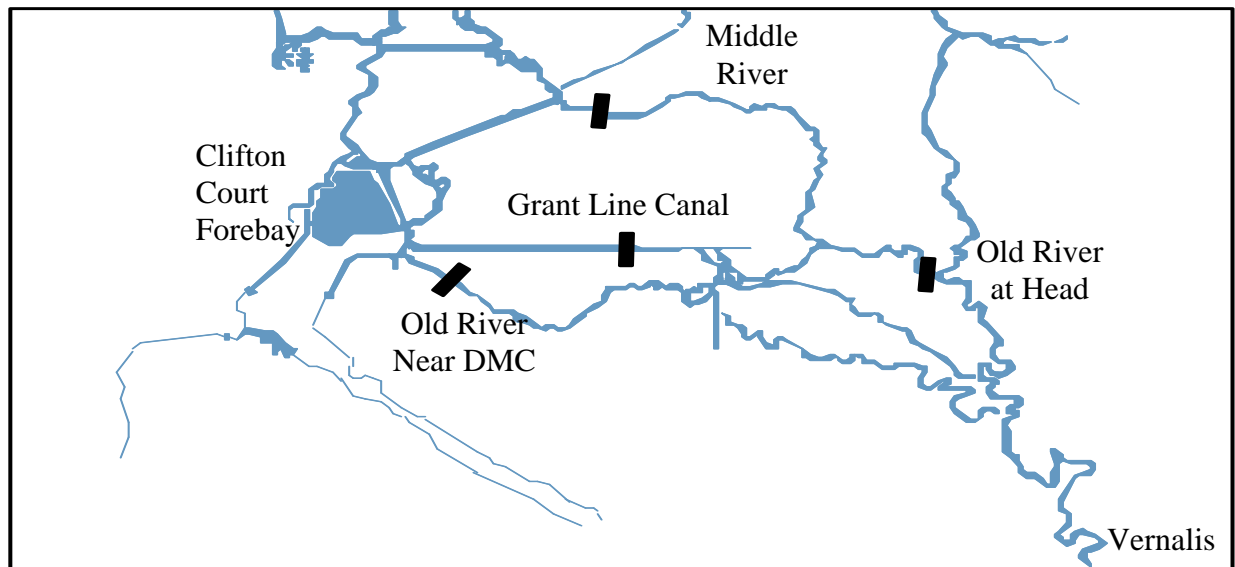 Middle
River
Clifton
Court
Forebay
Grant Line Canal
Old River
at Head
Old River
Near DMC
Vernalis